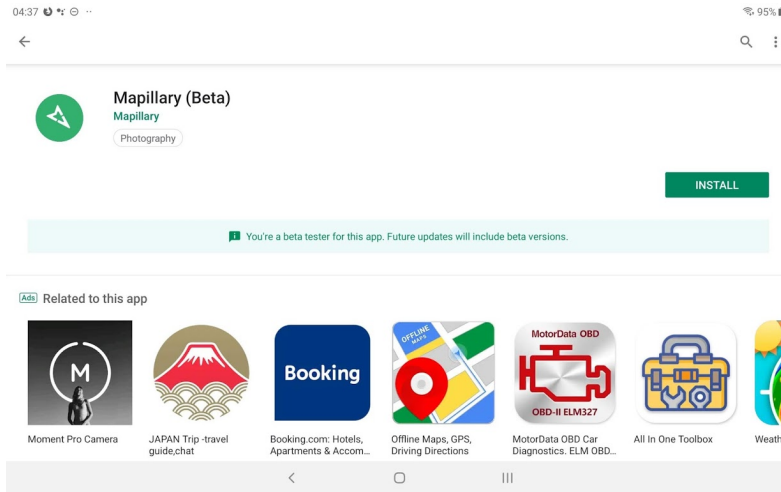 04:37
95%
Mapillary (Beta)
Mapillary
Photography
INSTALL
You're a beta tester for this app. Future updates will include beta versions.
Ads Related to this app
M
Booking
OFFLINE MAPS
MotorData OBD
OBD-II ELM327
Moment Pro Camera
JAPAN Trip -travel
guide,chat
Booking.com: Hotels,
Apartments & Accom...
Offline Maps, GPS,
Driving Directions
MotorData OBD Car
Diagnostics. ELM OBD...
All In One Toolbox
Weath